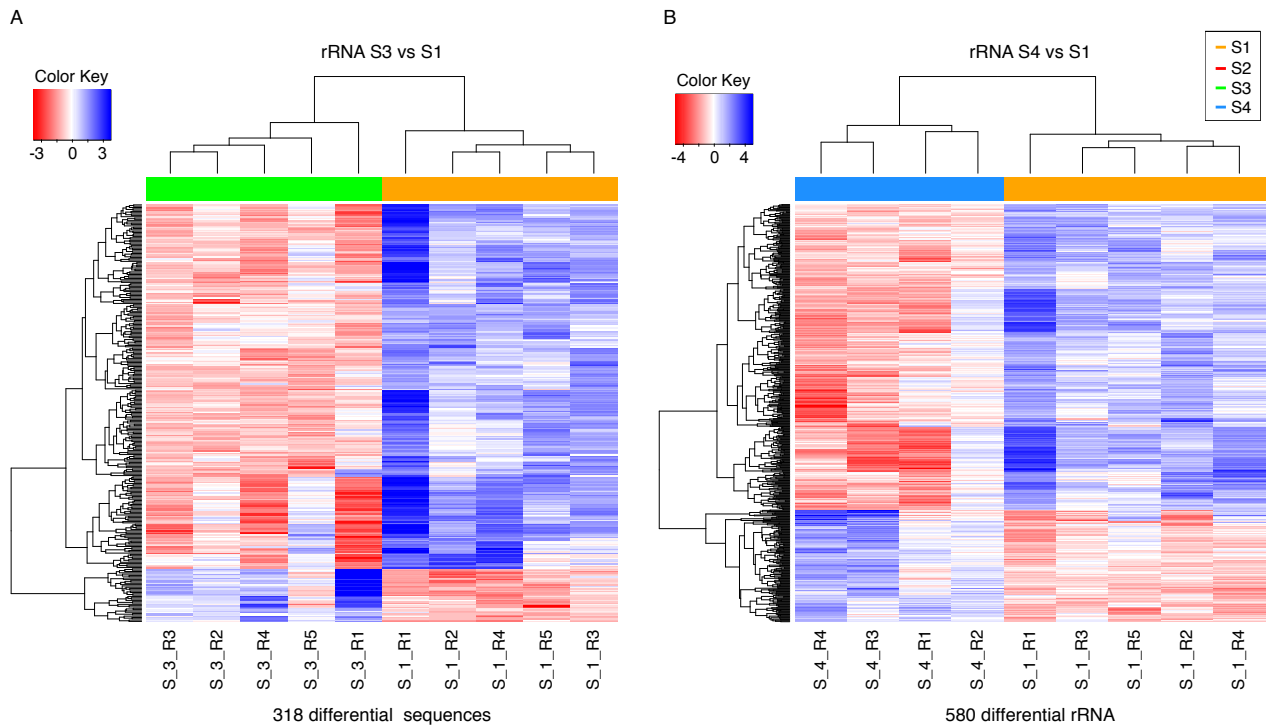 A
B
rRNA S3 vs S1
rRNA S4 vs S1
S1
S2
S3
S4
Color Key
-3 0 3
Color Key
-4 0 4
S_3_R3
S_3_R2
S_3_R4
S_3_R5
S_3_R1
S_1_R1
S_1_R2
S_1_R4
S_1_R5
S_1_R3
S_4_R4
S_4_R3
S_4_R1
S_4_R2
S_1_R1
S_1_R3
S_1_R5
S_1_R2
S_1_R4
318 differential sequences
580 differential rRNA